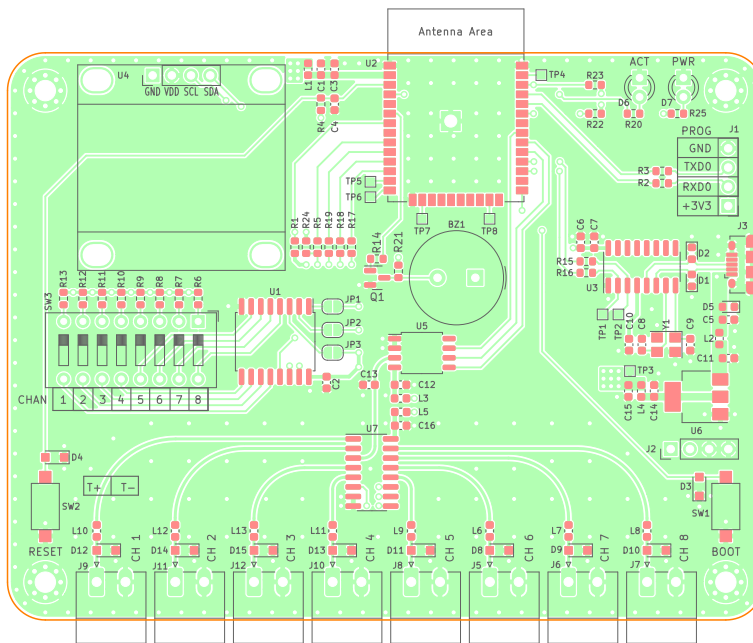 Antenna Area
U4
GND VDD SCL SDA
L1
C1
C3
R4
C4
U2
TP4
R23
ACT
PWR
D6
D7
R22
R20
R25
PROG
J1
GND
TXD0
RXD0
+3V3
R3
R2
TP5
TP6
TP7
TP8
BZ1
R1
R24
R5
R19
R18
R17
R14
R21
Q1
C6
C7
R15
R16
U3
D2
D1
J3
SW3
R13
R12
R11
R10
R9
R8
R7
R6
U1
JP1
JP2
JP3
U5
TP1
TP2
C10
C8
Y1
C9
D5
C5
L2
C11
CHAN
1 2 3 4 5 6 7 8
C2
C13
C12
L3
L5
C16
TP3
C15
L4
C14
U6
U7
J2
D4
SW2
RESET
T+ T-
D3
SW1
BOOT
L10
D12
CH 1
J9
L12
D14
CH 2
J11
L13
D15
CH 3
J12
L11
D13
CH 4
J10
L9
D11
CH 5
J8
L6
D8
CH 6
J5
L7
D9
CH 7
J6
L8
D10
CH 8
J7